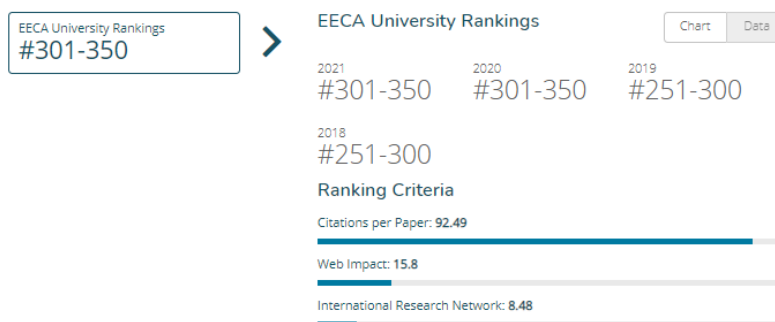 EECA University Rankings
#301-350
EECA University Rankings
Chart Data
2021 2020 2019
#301-350 #301-350 #251-300
2018
#251-300
Ranking Criteria
Citations per Paper: 92.49
Web Impact: 15.8
International Research Network: 8.48